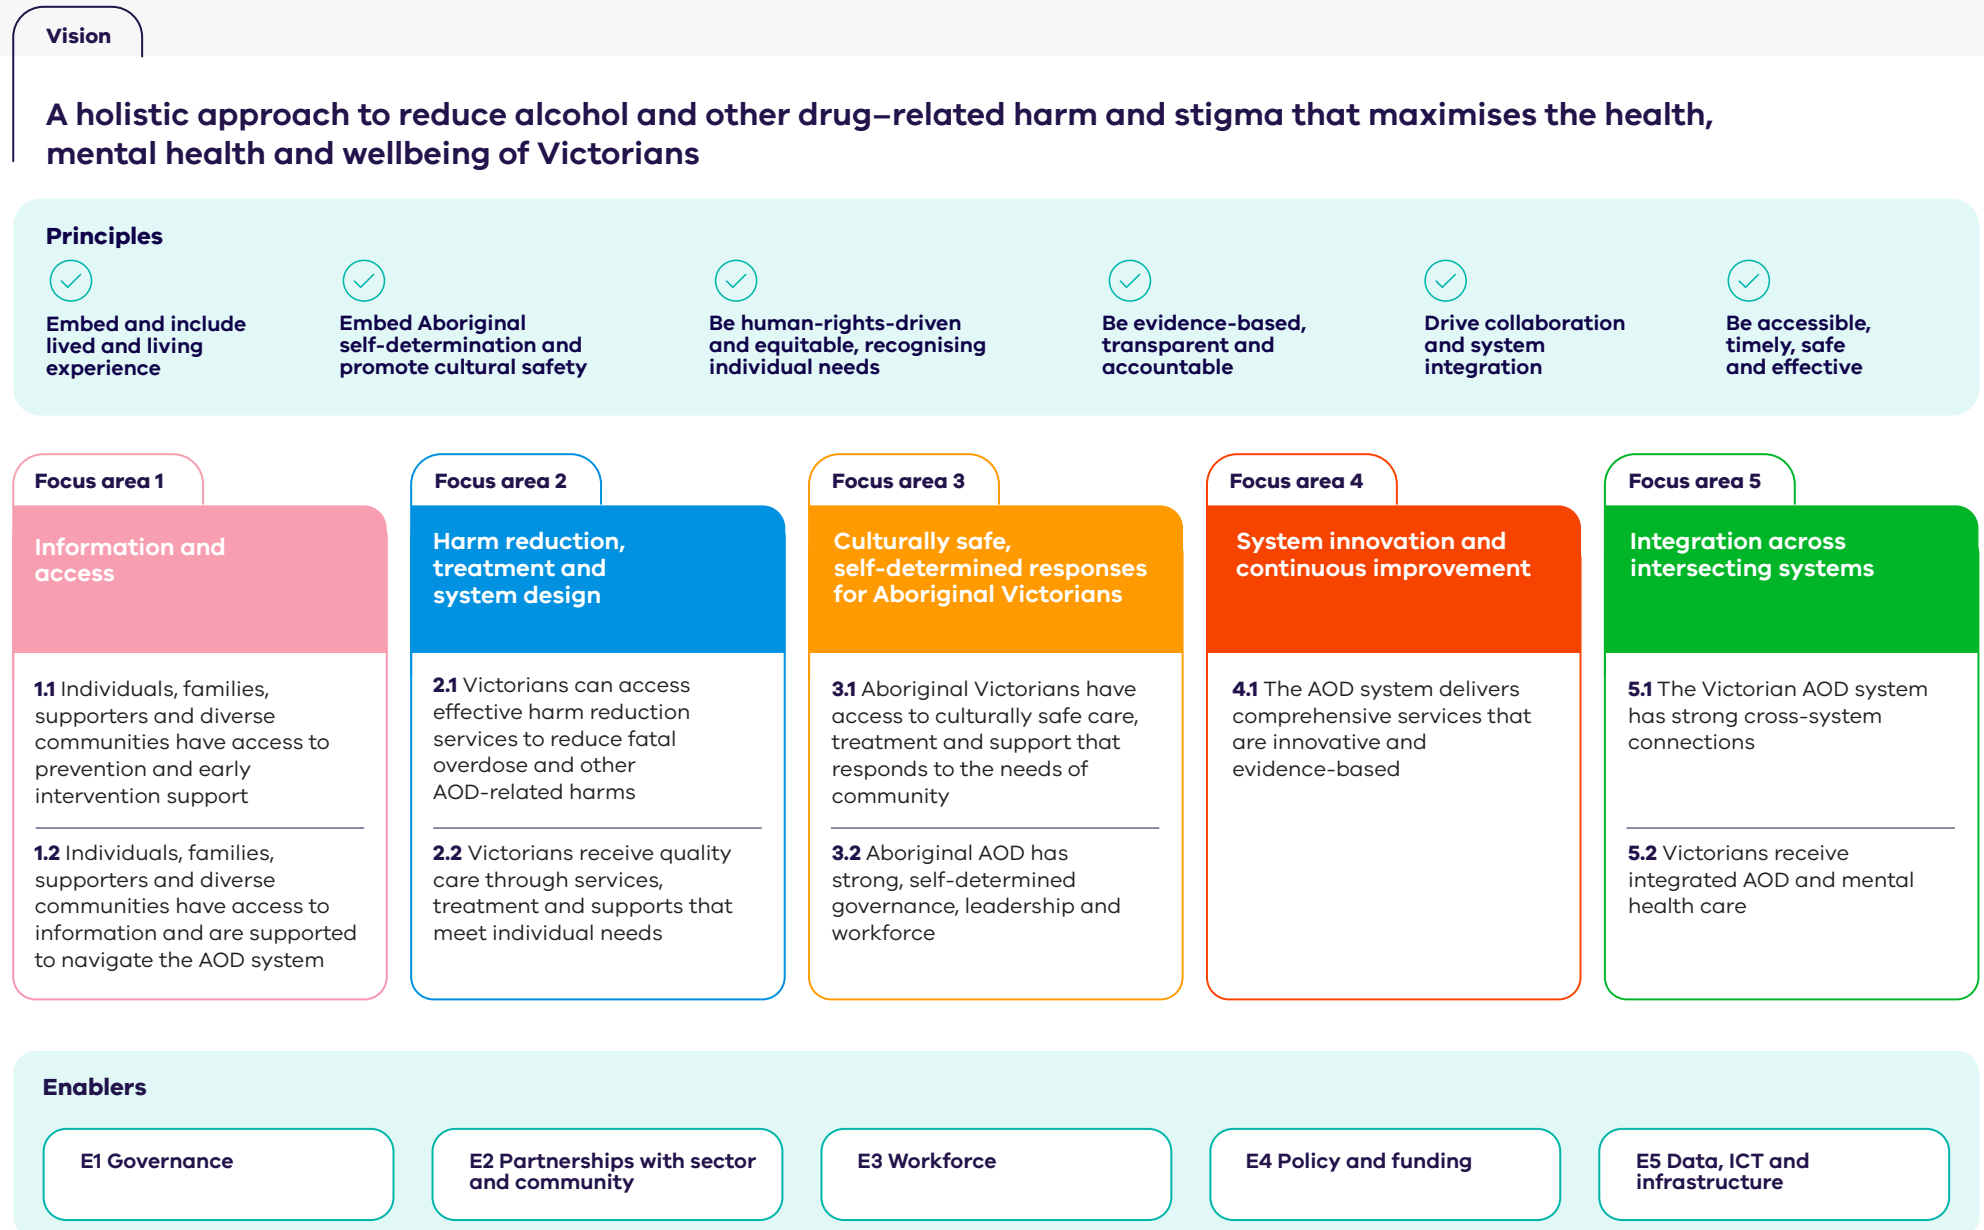 Vision
A holistic approach to reduce alcohol and other drug–related harm and stigma that maximises the health,
mental health and wellbeing of Victorians
Principles
Embed and include
lived and living
experience
Embed Aboriginal
self-determination and
promote cultural safety
Be human-rights-driven
and equitable, recognising
individual needs
Be evidence-based,
transparent and
accountable
Drive collaboration
and system
integration
Be accessible,
timely, safe
and effective
Focus area 1
Information and
access
1.1 Individuals, families,
supporters and diverse
communities have access to
prevention and early
intervention support
1.2 Individuals, families,
supporters and diverse
communities have access to
information and are supported
to navigate the AOD system
Focus area 2
Harm reduction,
treatment and
system design
2.1 Victorians can access
effective harm reduction
services to reduce fatal
overdose and other
AOD-related harms
2.2 Victorians receive quality
care through services,
treatment and supports that
meet individual needs
Focus area 3
Culturally safe,
self-determined responses
for Aboriginal Victorians
3.1 Aboriginal Victorians have
access to culturally safe care,
treatment and support that
responds to the needs of
community
3.2 Aboriginal AOD has
strong, self-determined
governance, leadership and
workforce
Focus area 4
System innovation and
continuous improvement
4.1 The AOD system delivers
comprehensive services that
are innovative and
evidence-based
Focus area 5
Integration across
intersecting systems
5.1 The Victorian AOD system
has strong cross-system
connections
5.2 Victorians receive
integrated AOD and mental
health care
Enablers
E1 Governance
E2 Partnerships with sector
and community
E3 Workforce
E4 Policy and funding
E5 Data, ICT and
infrastructure